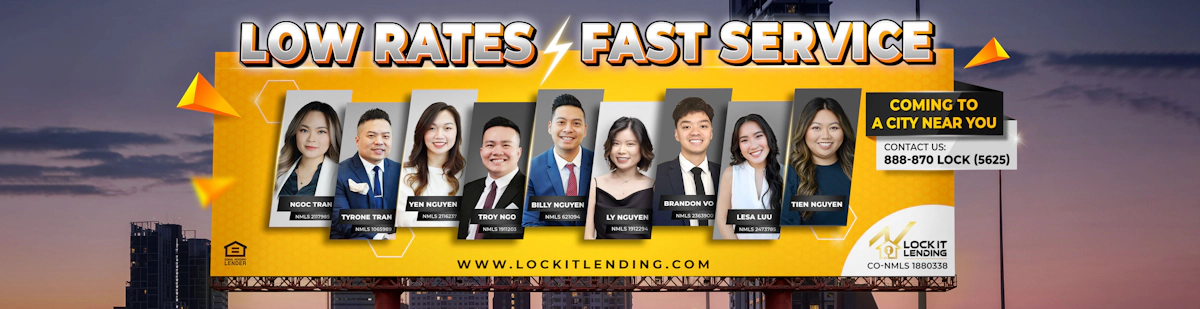 LOW RATES FAST SERVICE
COMING TO
A CITY NEAR YOU
CONTACT US:
888-870 LOCK (5625)
NGOC TRAN
NMLS 2117989
TYRONE TRAN
NMLS 1065969
YEN NGUYEN
NMLS 2116237
TROY NGO
NMLS 1911203
BILLY NGUYEN
NMLS 621094
LY NGUYEN
NMLS 1912294
BRANDON VO
NMLS 2363900
LESA LUU
NMLS 2473785
TIEN NGUYEN
LENDER
WWW.LOCKITLENDING.COM
LOCK IT
LENDING
CO-NMLS 1880338